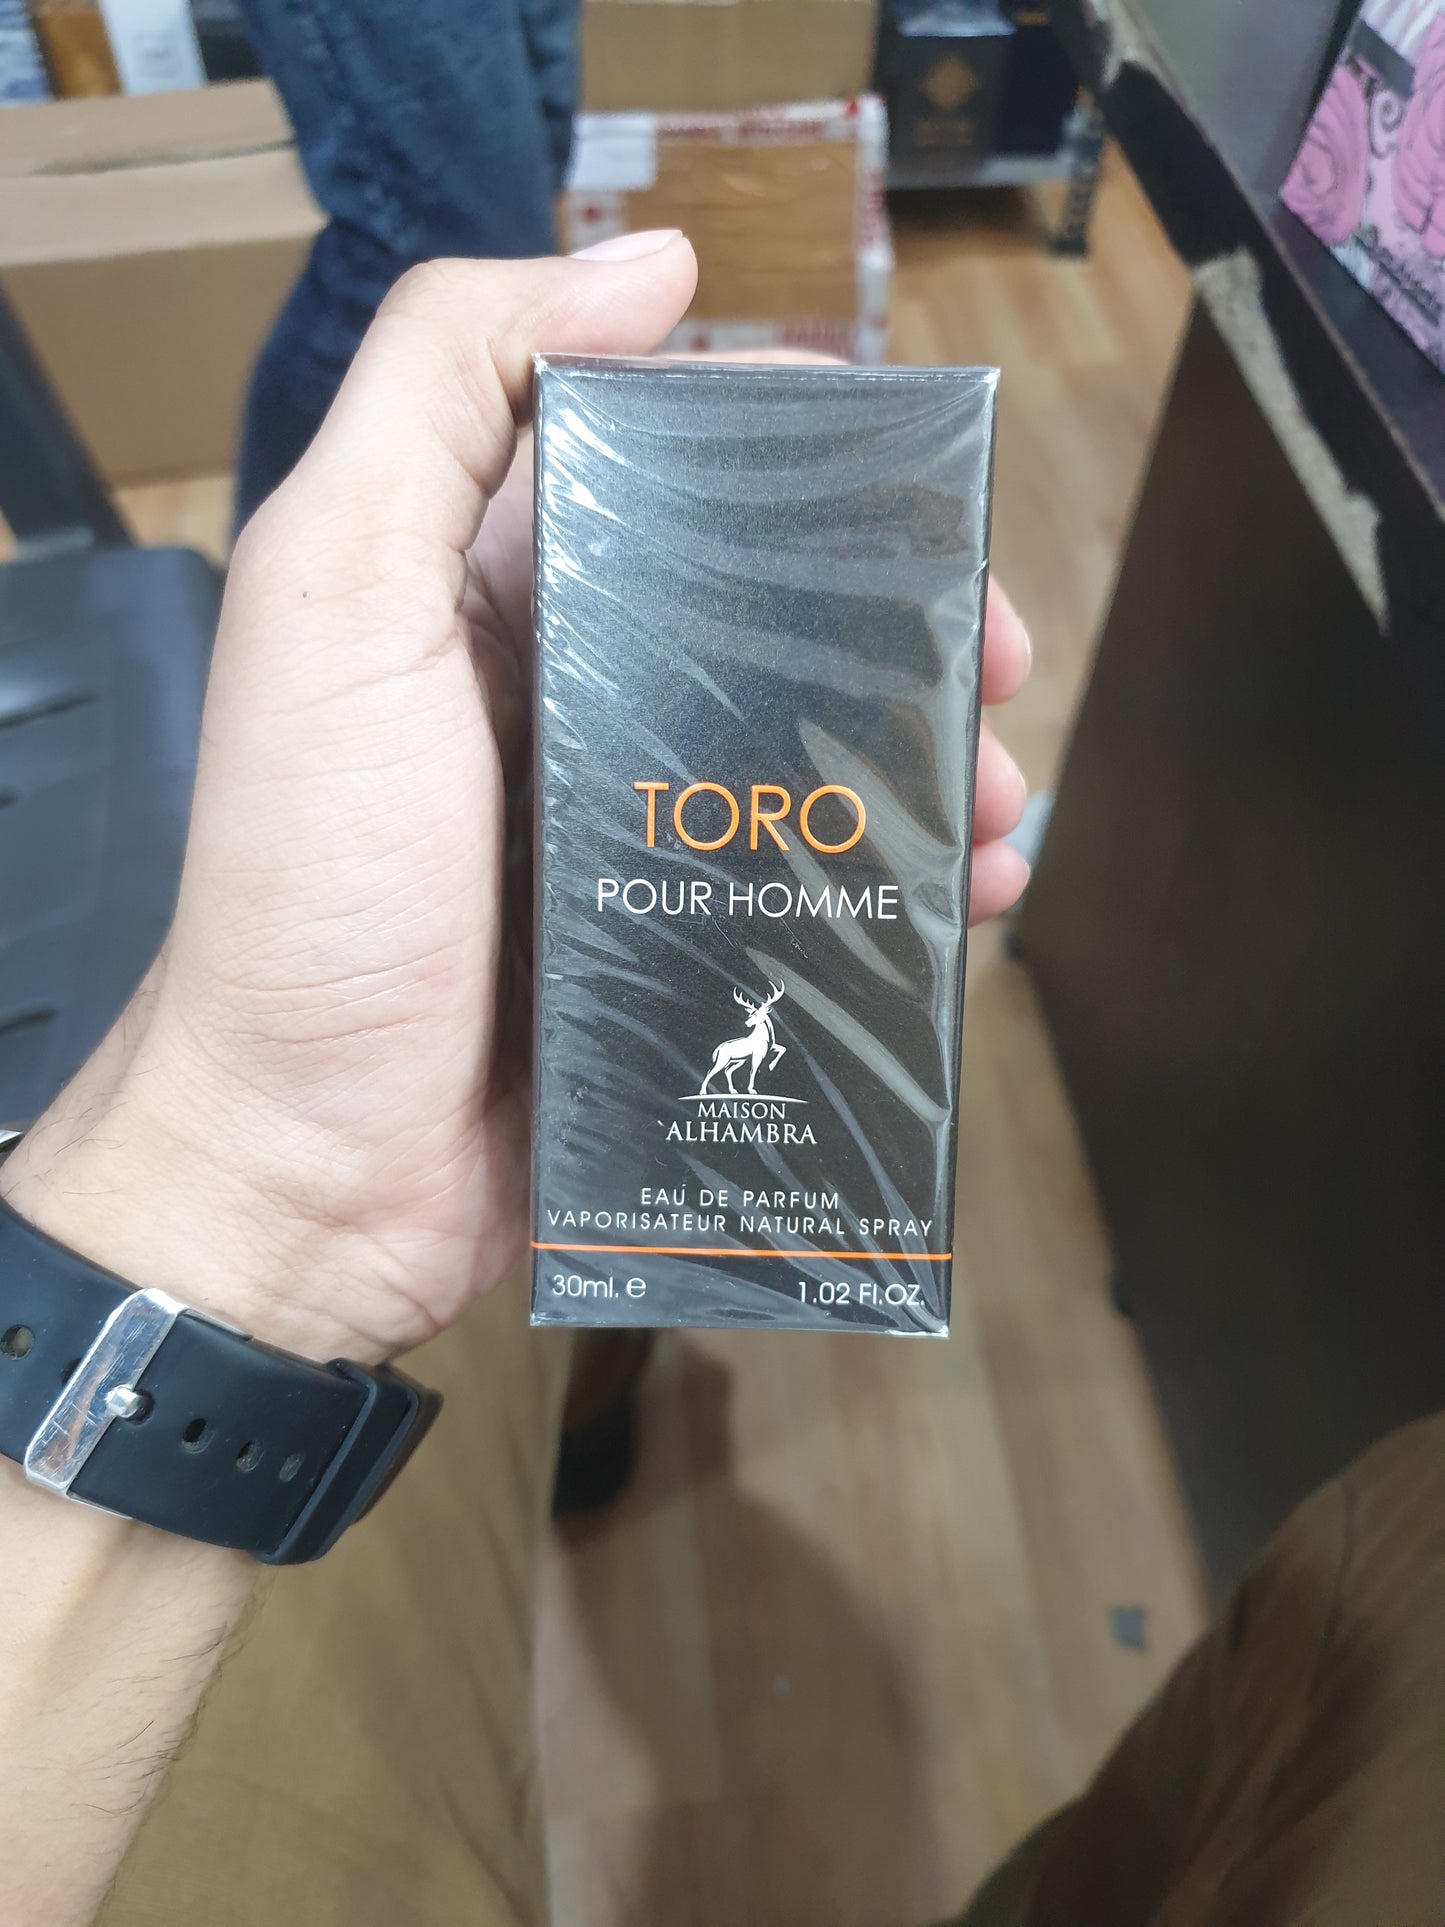 TORO
POUR HOMME
MAISON
`ALHAMBRA
EAU DE PARFUM
VAPORISATEUR NATURAL SPRAY
30ml. e 1.02 Fl.OZ.